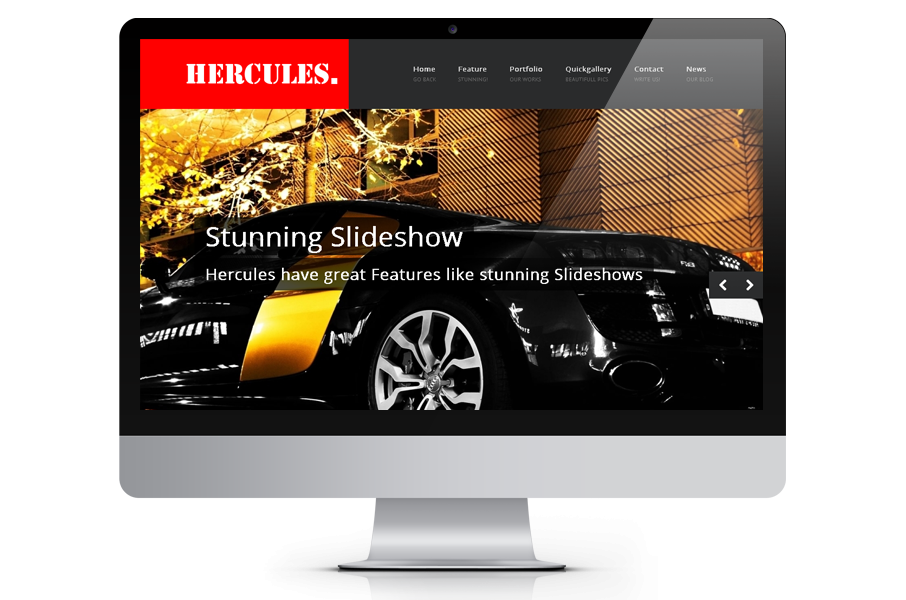 HERCULES.
Home Feature Portfolio Quickgallery Contact News
GO BACK STUNNING! OUR WORKS BEAUTIFULL PICS WRITE US! OUR BLOG
Stunning Slideshow
Hercules have great Features like stunning Slideshows